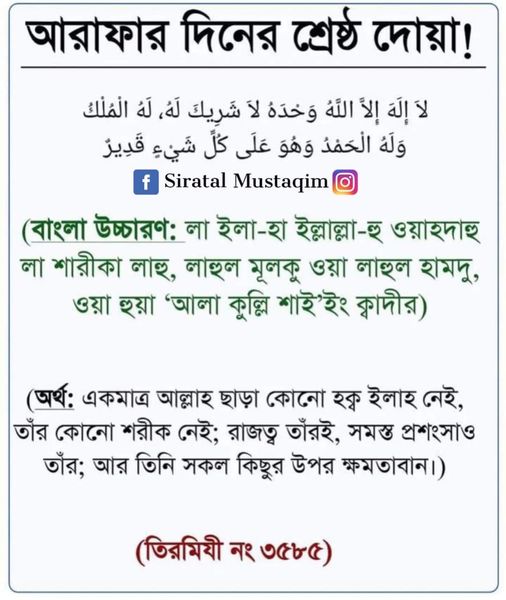 আরাফার দিনের শ্রেষ্ঠ দোয়া!
لاَ إِلَهَ إِلاَّ اللَّهُ وَحْدَهُ لاَ شَرِيكَ لَهُ، لَهُ الْمُلْكُ
وَلَهُ الْحَمْدُ وَهُوَ عَلَى كُلِّ شَيْءٍ قَدِيرٌ
Siratal Mustaqim
(বাংলা উচ্চারণ: লা ইলা-হা ইল্লাল্লা-হু ওয়াহদাহু
লা শারীকা লাহু, লাহুল মূলকু ওয়া লাহুল হামদু,
ওয়া হুয়া ‘আলা কুল্লি শাই’ইং ক্বাদীর)
(অর্থ: একমাত্র আল্লাহ ছাড়া কোনো হক্ব ইলাহ নেই,
তাঁর কোনো শরীক নেই; রাজত্ব তাঁরই, সমস্ত প্রশংসাও
তাঁর; আর তিনি সকল কিছুর উপর ক্ষমতাবান।)
(তিরমিযী নং ৩৫৮৫)